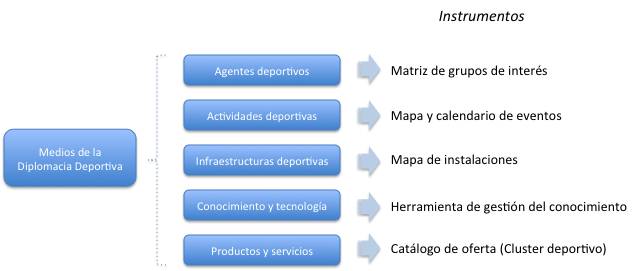 Instrumentos
Medios de la
Diplomacia Deportiva
Agentes deportivos
Matriz de grupos de interés
Actividades deportivas
Mapa y calendario de eventos
Infraestructuras deportivas
Mapa de instalaciones
Conocimiento y tecnología
Herramienta de gestión del conocimiento
Productos y servicios
Catálogo de oferta (Cluster deportivo)